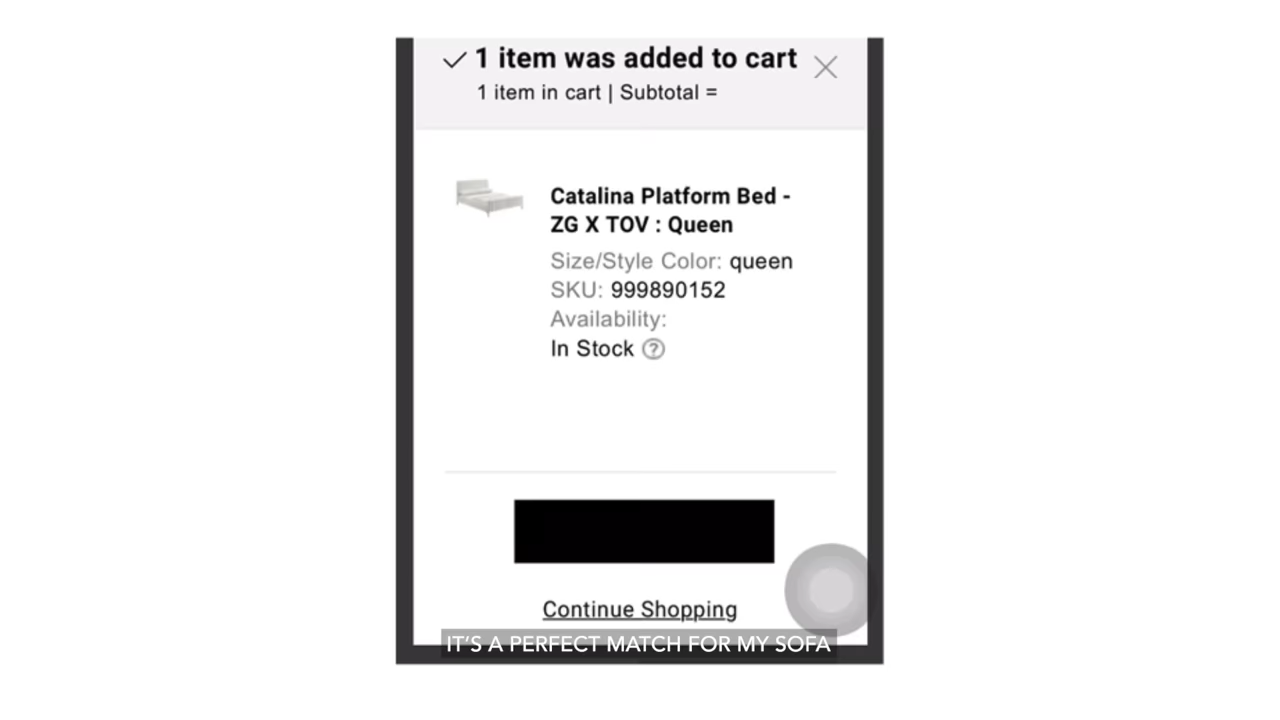 1 item was added to cart
1 item in cart | Subtotal =
Catalina Platform Bed -
ZG X TOV : Queen
Size/Style Color: queen
SKU: 999890152
Availability:
In Stock ?
Continue Shopping
IT’S A PERFECT MATCH FOR MY SOFA